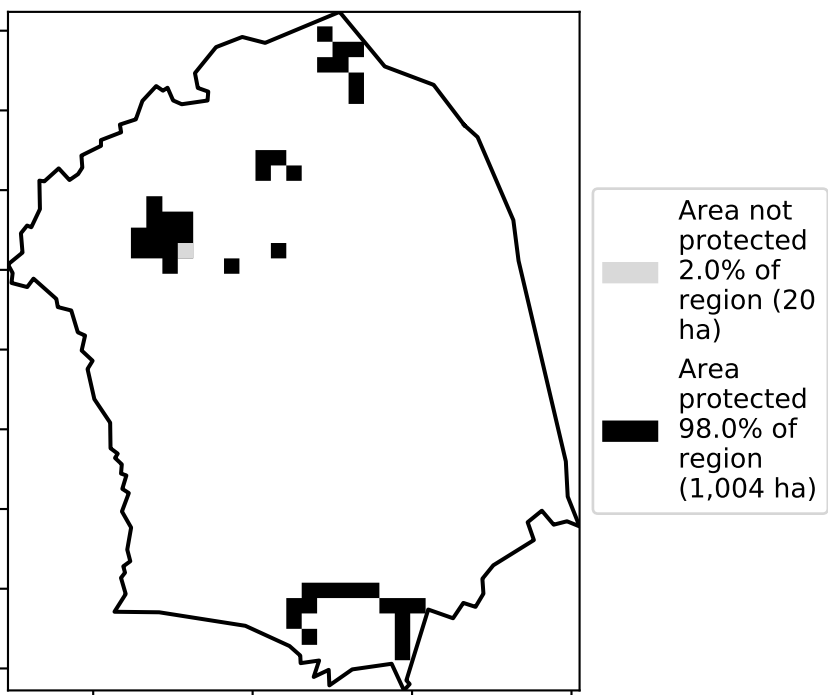 Area not
protected
2.0% of
region (20
ha)
Area
protected
98.0% of
region
(1,004 ha)